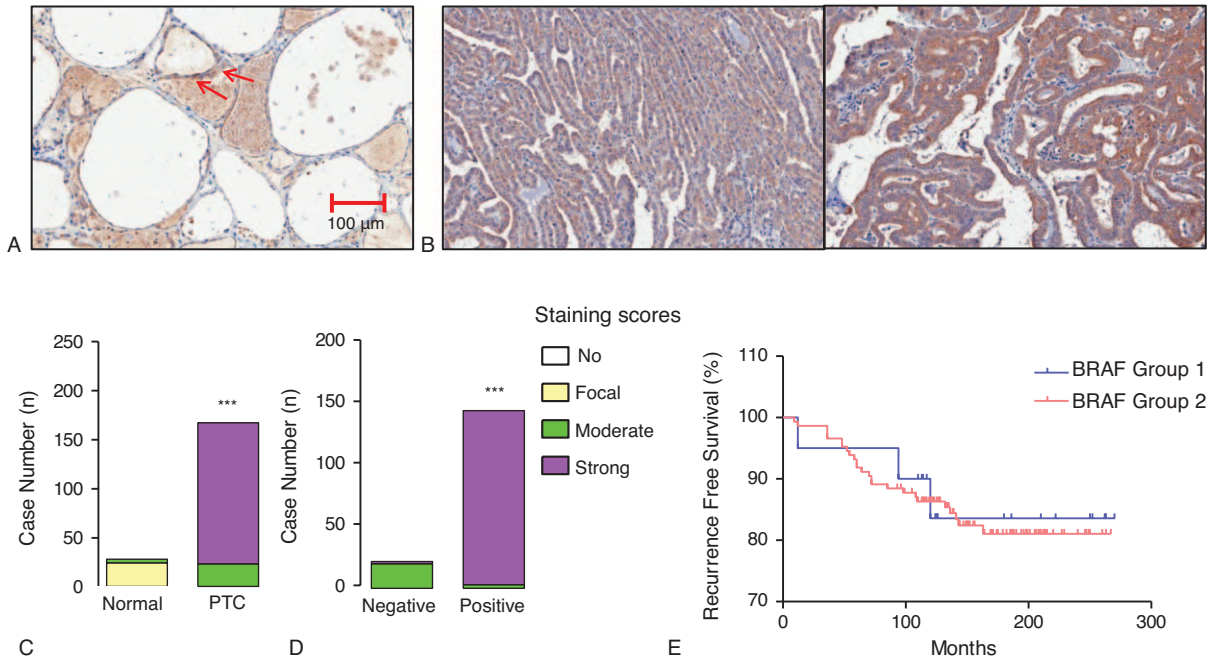 100 µm
A
B
Staining scores
No
Focal
Moderate
Strong
Case Number (n)
250
200
150
100
50
0
***
Normal
PTC
C
Case Number (n)
200
150
100
50
0
***
Negative
Positive
D
Recurrence Free Survival (%)
110
100
90
80
70
0
100
200
300
Months
BRAF Group 1
BRAF Group 2
E